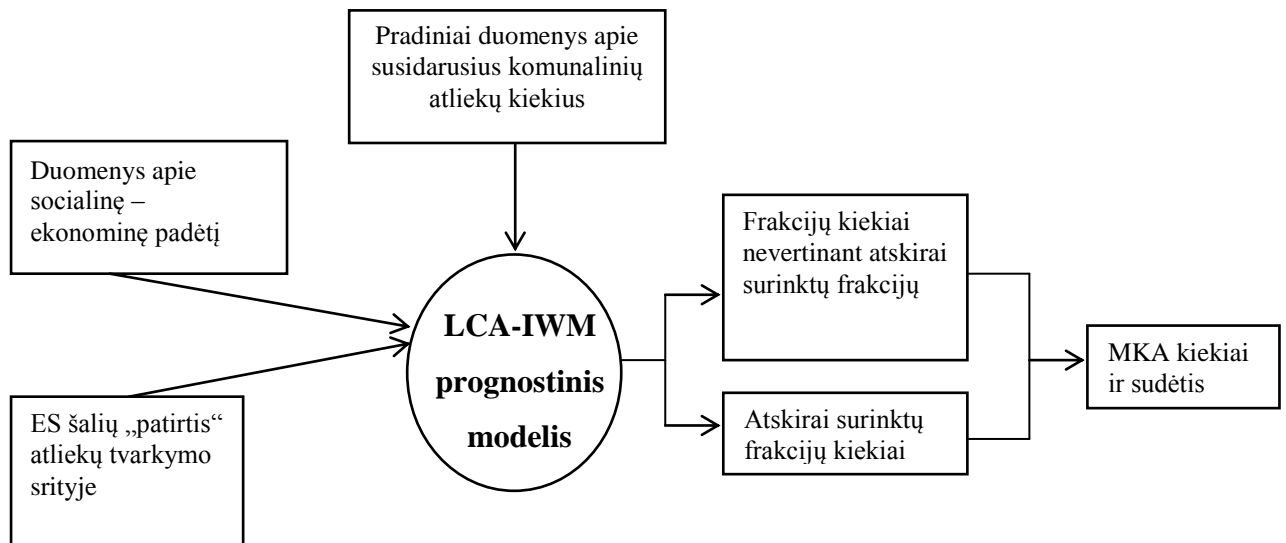 Pradiniai duomenys apie
susidarusius komunalinių
atliekų kiekius
Duomenys apie
socialinę –
ekonominę padėtį
ES šalių „patirtis“
atliekų tvarkymo
srityje
LCA-IWM
prognostinis
modelis
Frakcijų kiekiai
nevertinant atskirai
surinktų frakcijų
Atskirai surinktų
frakcijų kiekiai
MKA kiekiai
ir sudėtis